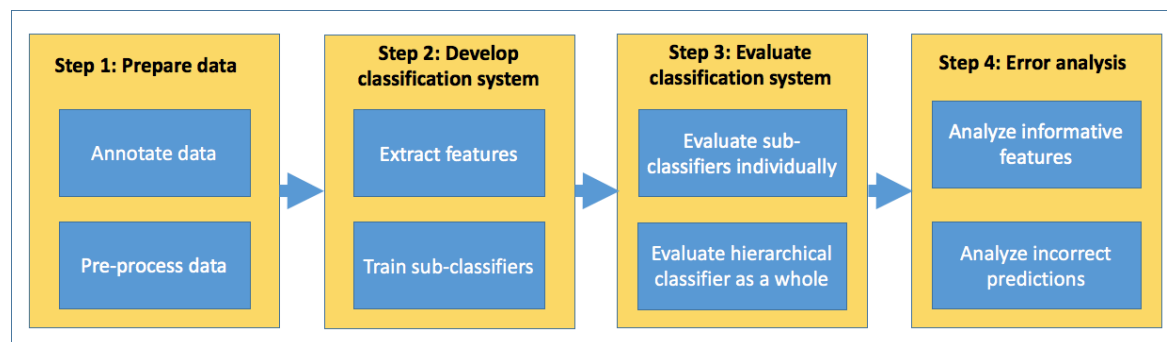 Step 1: Prepare data
Annotate data
Pre-process data
Step 2: Develop
classification system
Extract features
Train sub-classifiers
Step 3: Evaluate
classification system
Evaluate sub-
classifiers individually
Evaluate hierarchical
classifier as a whole
Step 4: Error analysis
Analyze informative
features
Analyze incorrect
predictions